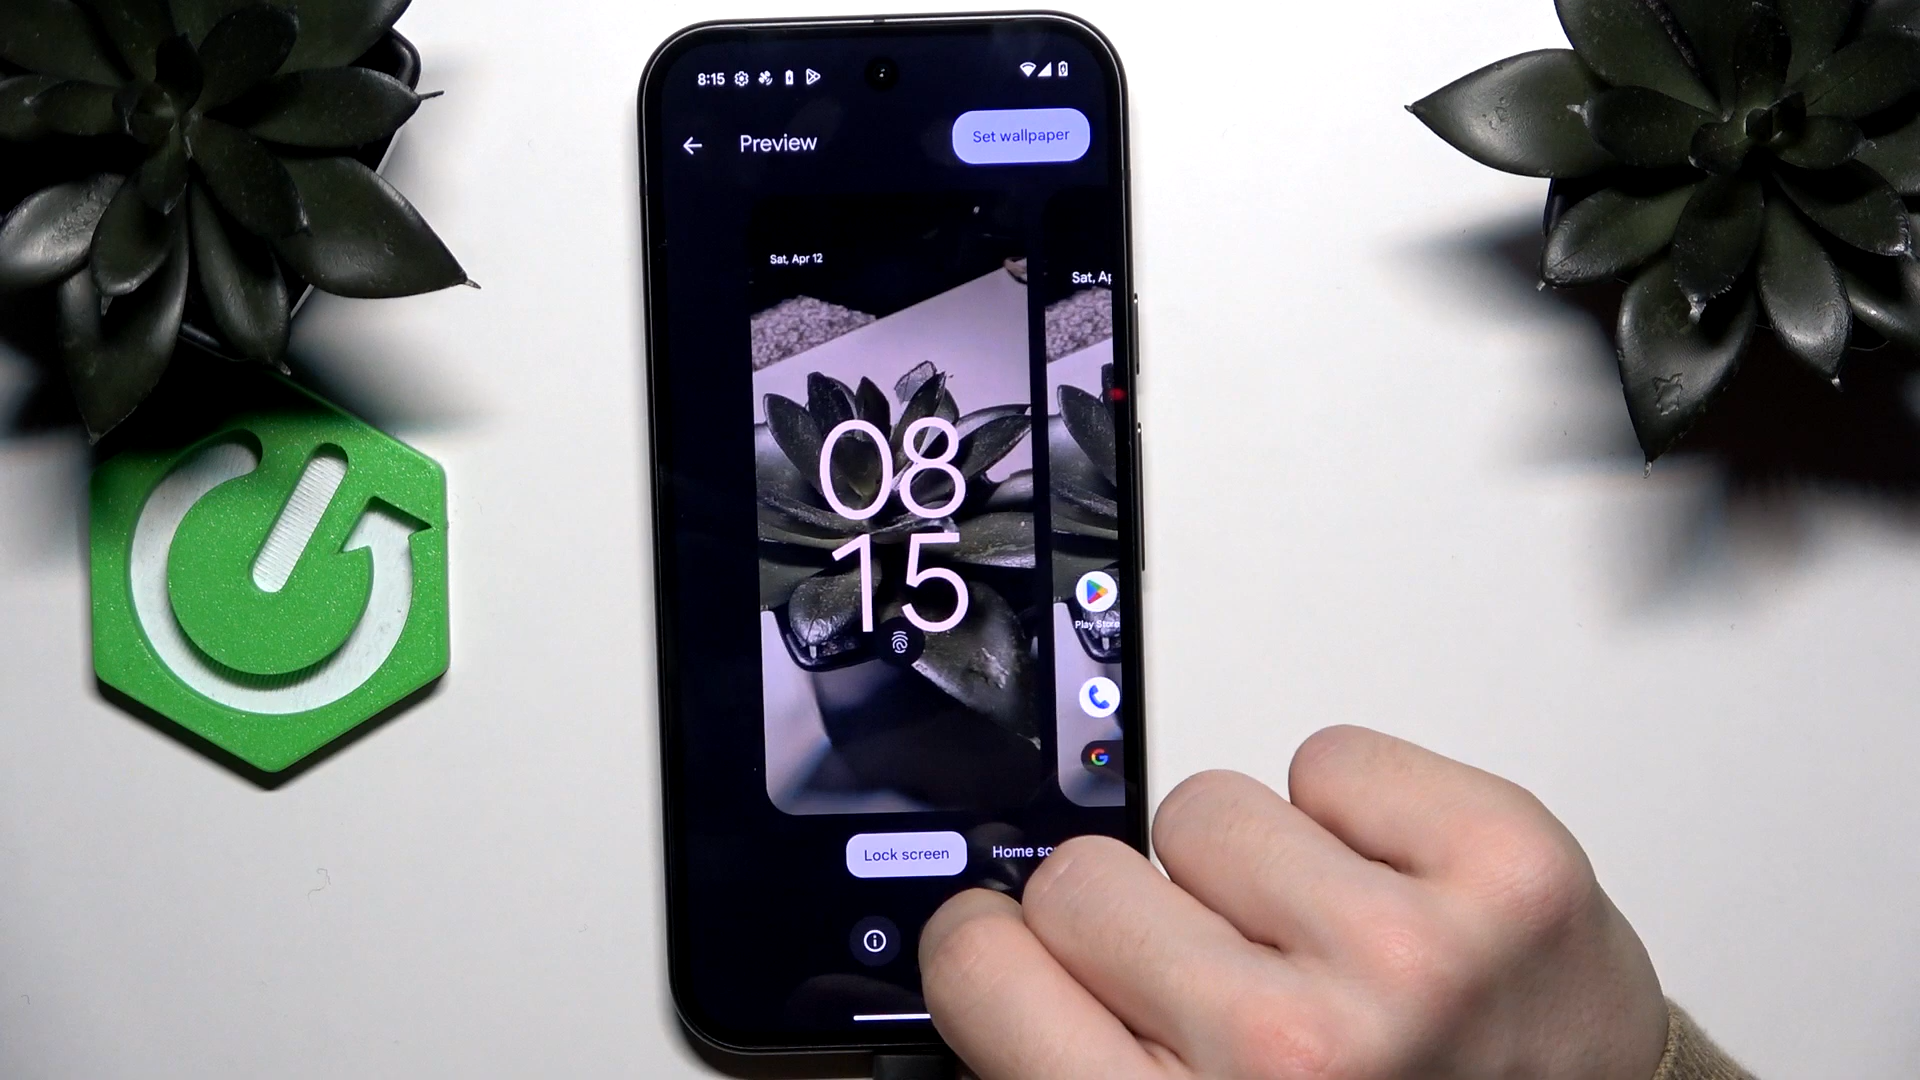 8:15
Preview
Set wallpaper
Sat, Apr 12
08
15
Sat, Ap
Play Store
G
Lock screen
Home sc